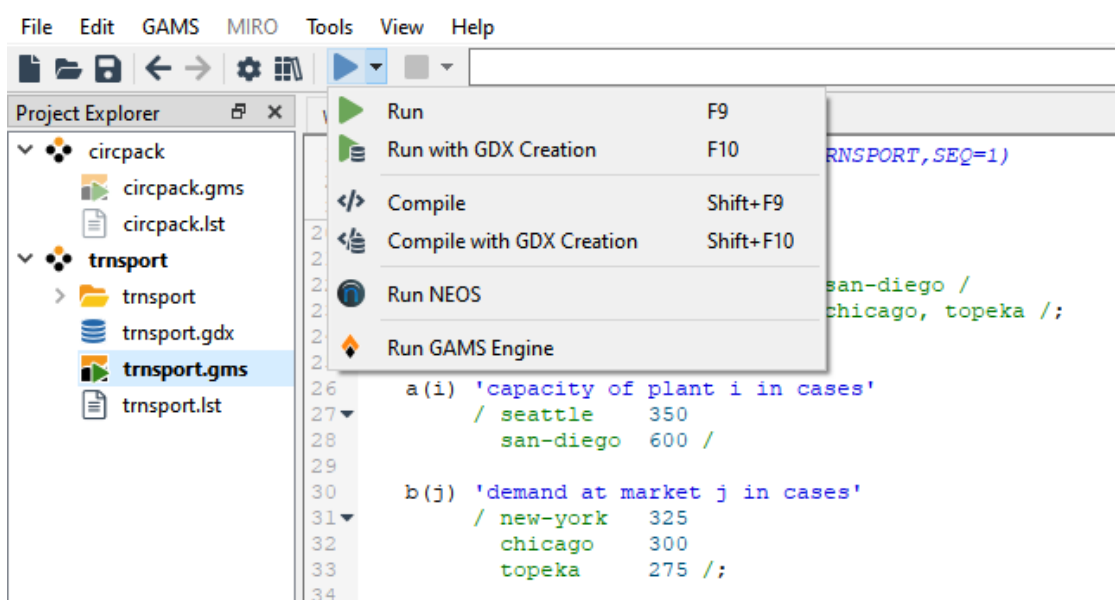 File Edit GAMS MIRO Tools View Help
Project Explorer
circpack
circpack.gms
circpack.lst
trnsport
trnsport
trnsport.gdx
trnsport.gms
trnsport.lst
Run F9
Run with GDX Creation F10
Compile Shift+F9
Compile with GDX Creation Shift+F10
Run NEOS
Run GAMS Engine
RNSPORT,SEQ=1)
san-diego /
chicago, topeka /;
26 a(i) 'capacity of plant i in cases'
27 / seattle 350
28 san-diego 600 /
29
30 b(j) 'demand at market j in cases'
31 / new-york 325
32 chicago 300
33 topeka 275 /;
34